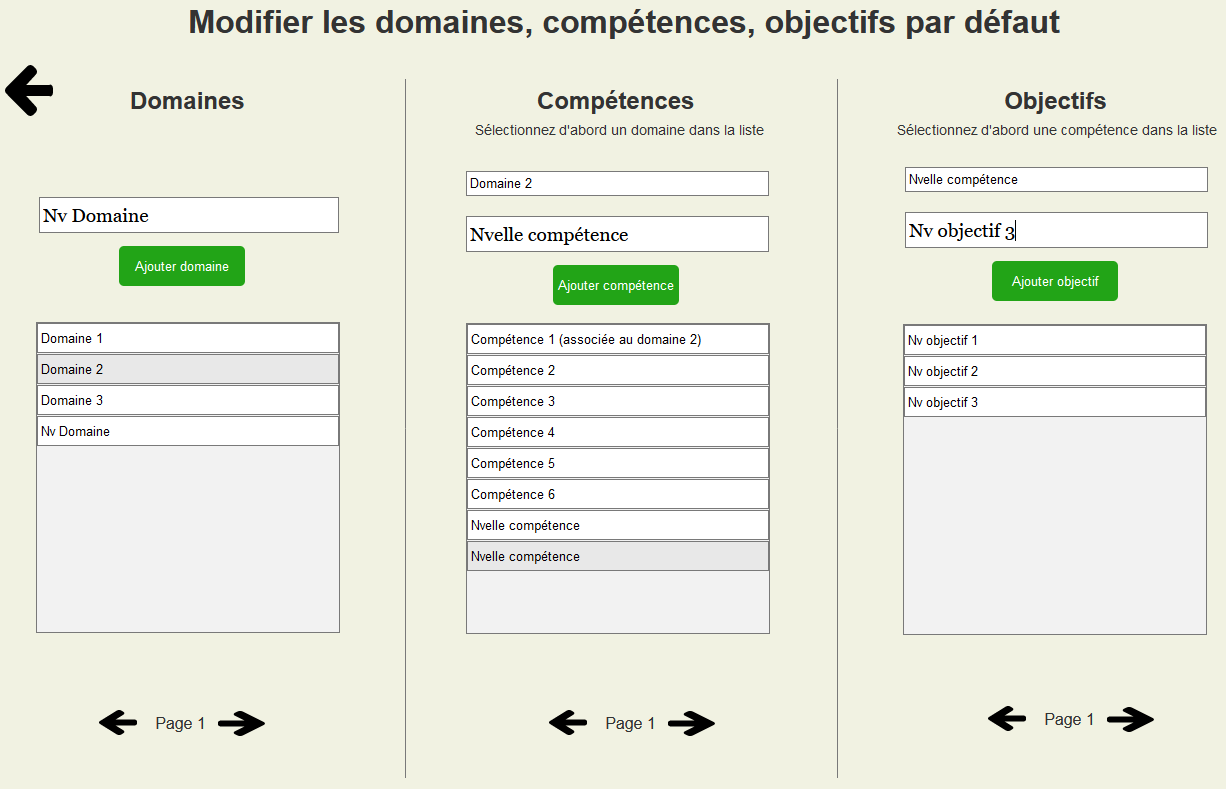 Modifier les domaines, compétences, objectifs par défaut
Domaines
Nv Domaine
Ajouter domaine
Domaine 1
Domaine 2
Domaine 3
Nv Domaine
Page 1
Compétences
Sélectionnez d'abord un domaine dans la liste
Domaine 2
Nvelle compétence
Ajouter compétence
Compétence 1 (associée au domaine 2)
Compétence 2
Compétence 3
Compétence 4
Compétence 5
Compétence 6
Nvelle compétence
Nvelle compétence
Page 1
Objectifs
Sélectionnez d'abord une compétence dans la liste
Nvelle compétence
Nv objectif 3
Ajouter objectif
Nv objectif 1
Nv objectif 2
Nv objectif 3
Page 1